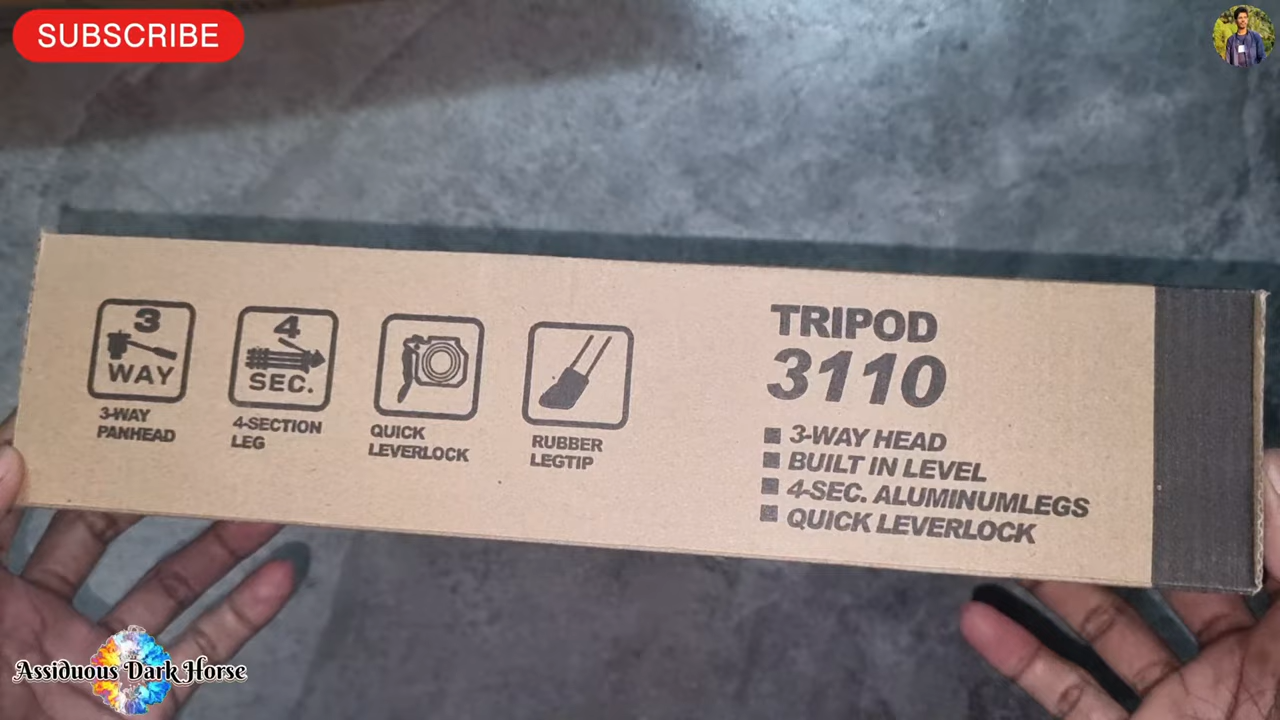 SUBSCRIBE
3
WAY
3-WAY
PANHEAD
4
SEC.
4-SECTION
LEG
QUICK
LEVERLOCK
RUBBER
LEGTIP
TRIPOD
3110
3-WAY HEAD
BUILT IN LEVEL
4-SEC. ALUMINUMLEGS
QUICK LEVERLOCK
Assiduous Dark Horse